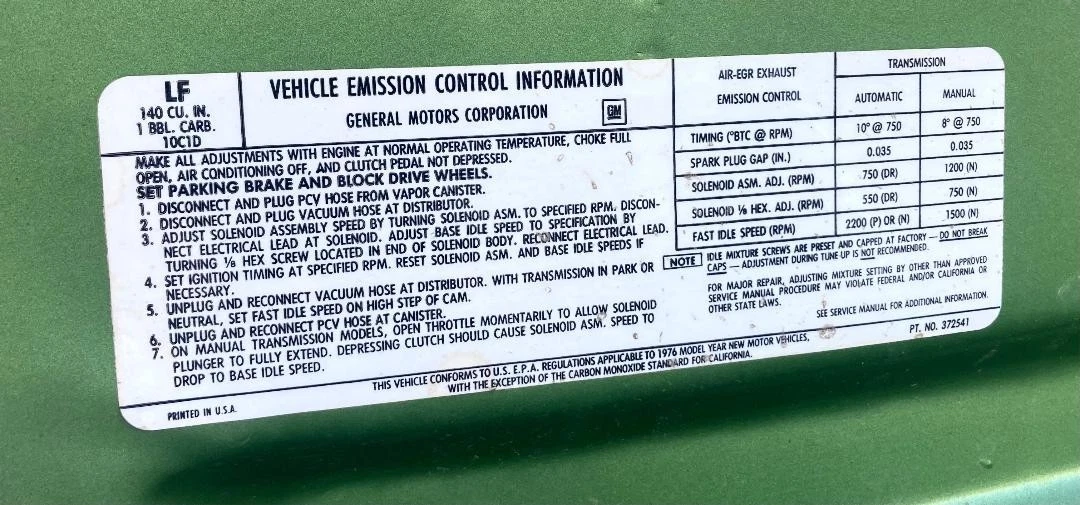 LF
140 CU. IN.
1 BBL. CARB.
10C1D
VEHICLE EMISSION CONTROL INFORMATION
GENERAL MOTORS CORPORATION
GM
MAKE ALL ADJUSTMENTS WITH ENGINE AT NORMAL OPERATING TEMPERATURE, CHOKE FULL
OPEN, AIR CONDITIONING OFF, AND CLUTCH PEDAL NOT DEPRESSED.
SET PARKING BRAKE AND BLOCK DRIVE WHEELS.
1. DISCONNECT AND PLUG PCV HOSE FROM VAPOR CANISTER.
2. DISCONNECT AND PLUG VACUUM HOSE AT DISTRIBUTOR.
3. ADJUST SOLENOID ASSEMBLY SPEED BY TURNING SOLENOID ASM. TO SPECIFIED RPM. DISCON-
NECT ELECTRICAL LEAD AT SOLENOID. ADJUST BASE IDLE SPEED TO SPECIFICATION BY
TURNING ⅛ HEX SCREW LOCATED IN END OF SOLENOID BODY. RECONNECT ELECTRICAL LEAD.
4. SET IGNITION TIMING AT SPECIFIED RPM. RESET SOLENOID ASM. AND BASE IDLE SPEEDS IF
NECESSARY.
5. UNPLUG AND RECONNECT VACUUM HOSE AT DISTRIBUTOR. WITH TRANSMISSION IN PARK OR
NEUTRAL, SET FAST IDLE SPEED ON HIGH STEP OF CAM.
6. UNPLUG AND RECONNECT PCV HOSE AT CANISTER.
7. ON MANUAL TRANSMISSION MODELS, OPEN THROTTLE MOMENTARILY TO ALLOW SOLENOID
PLUNGER TO FULLY EXTEND. DEPRESSING CLUTCH SHOULD CAUSE SOLENOID ASM. SPEED TO
DROP TO BASE IDLE SPEED.
AIR-EGR EXHAUST
EMISSION CONTROL
TRANSMISSION
AUTOMATIC MANUAL
TIMING (°BTC @ RPM) 10° @ 750 8° @ 750
SPARK PLUG GAP (IN.) 0.035 0.035
SOLENOID ASM. ADJ. (RPM) 750 (DR) 1200 (N)
SOLENOID ⅛ HEX. ADJ. (RPM) 550 (DR) 750 (N)
FAST IDLE SPEED (RPM) 2200 (P) OR (N) 1500 (N)
NOTE IDLE MIXTURE SCREWS ARE PRESET AND CAPPED AT FACTORY — DO NOT BREAK
CAPS — ADJUSTMENT DURING TUNE UP IS NOT RECOMMENDED.
FOR MAJOR REPAIR, ADJUSTING MIXTURE SETTING BY OTHER THAN APPROVED
SERVICE MANUAL PROCEDURE MAY VIOLATE FEDERAL AND/OR CALIFORNIA OR
OTHER STATE LAWS.
SEE SERVICE MANUAL FOR ADDITIONAL INFORMATION.
PT. NO. 372541
THIS VEHICLE CONFORMS TO U.S. E.P.A. REGULATIONS APPLICABLE TO 1976 MODEL YEAR NEW MOTOR VEHICLES,
WITH THE EXCEPTION OF THE CARBON MONOXIDE STANDARD FOR CALIFORNIA.
PRINTED IN U.S.A.